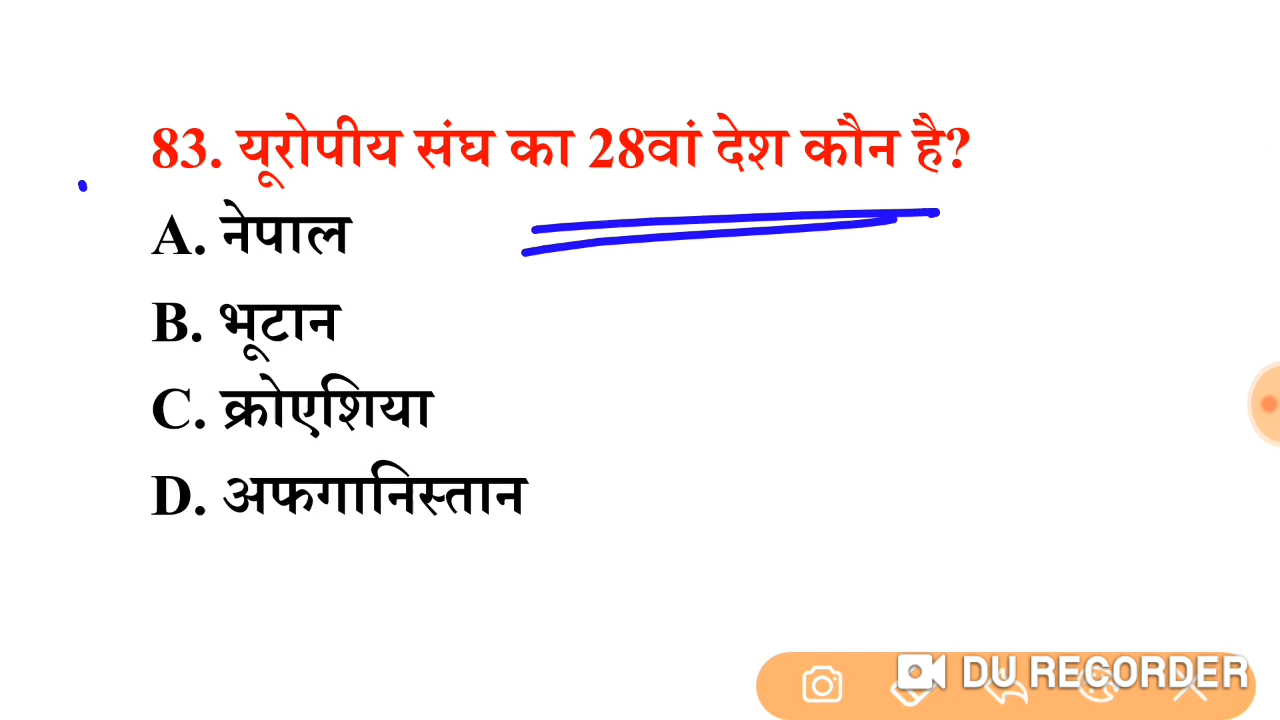 83. यूरोपीय संघ का 28वां देश कौन है?
A. नेपाल
B. भूटान
C. क्रोएशिया
D. अफगानिस्तान
DU RECORDER